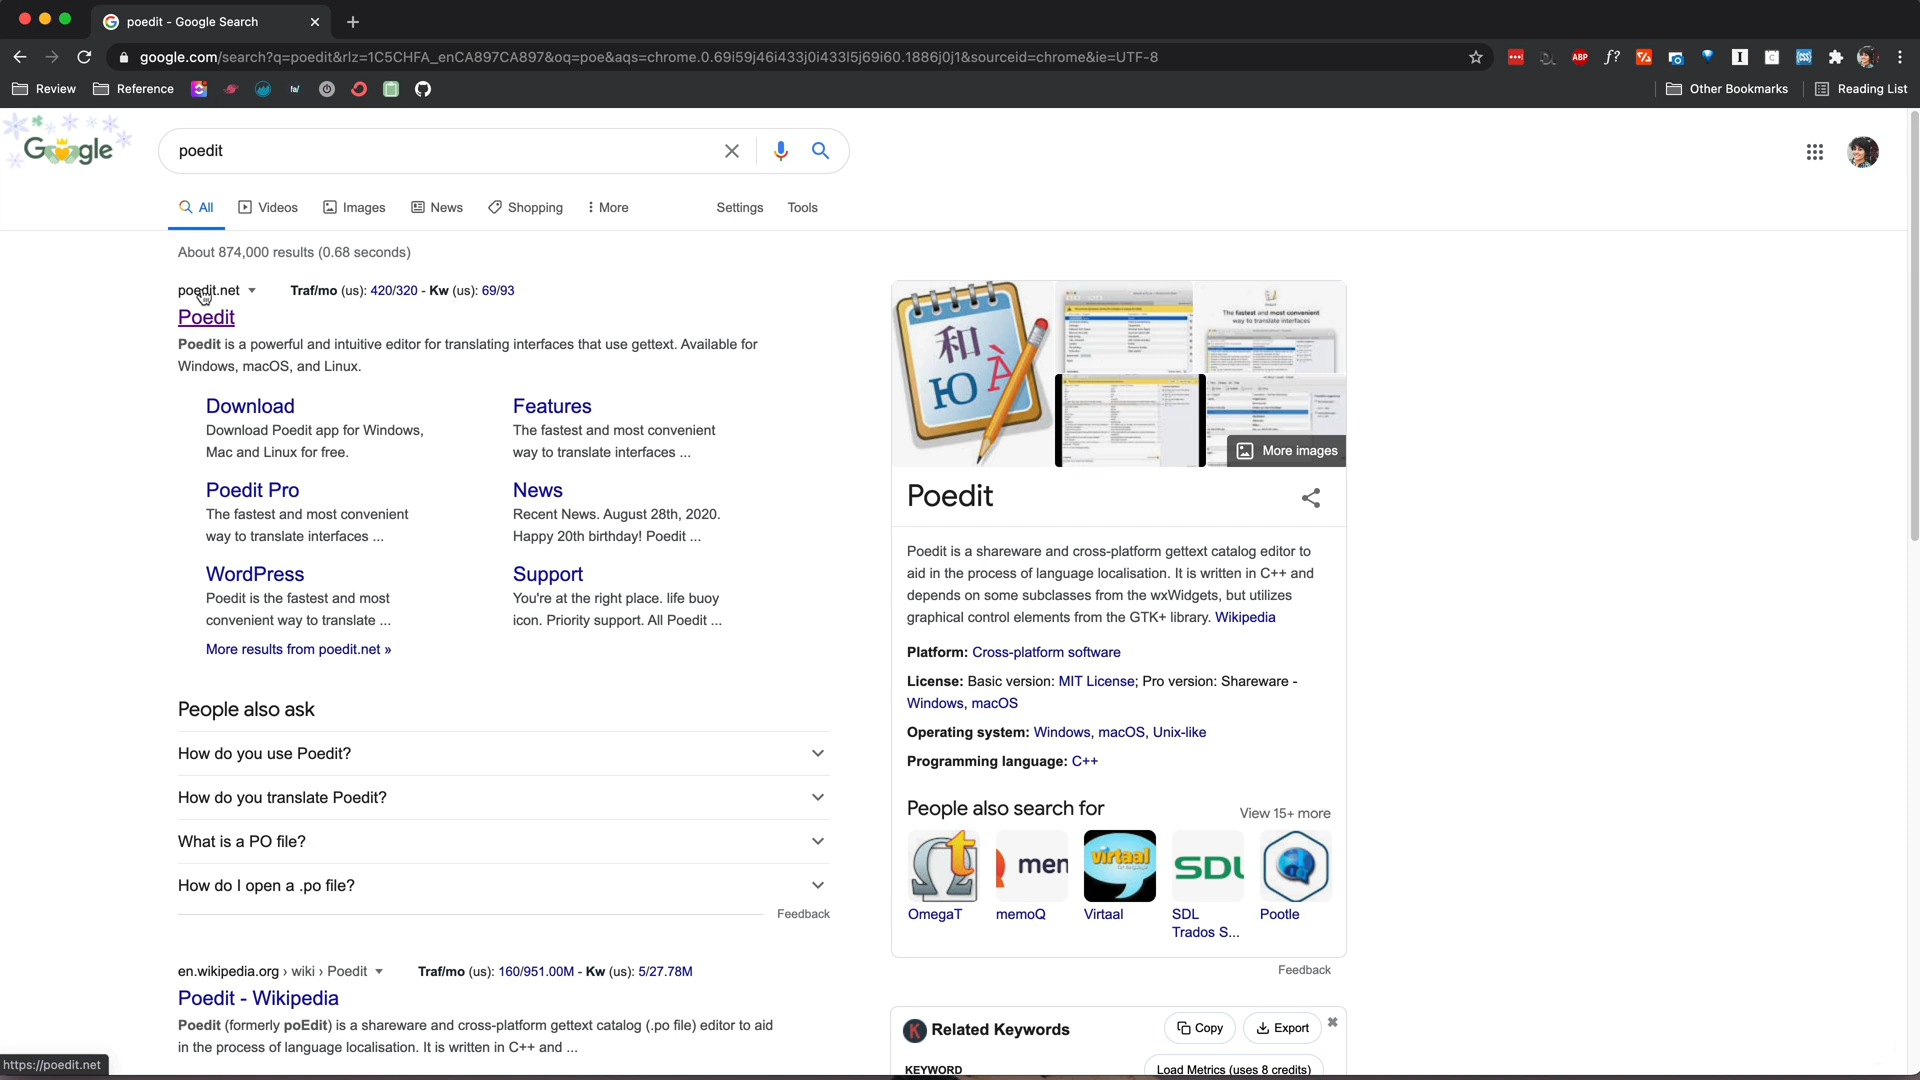 poedit - Google Search
google.com/search?q=poedit&rlz=1C5CHFA_enCA897CA897&oq=poe&aqs=chrome.0.69i59j46i433j0i433l5j69i60.1886j0j1&sourceid=chrome&ie=UTF-8
Review
Reference
Other Bookmarks
Reading List
Google
poedit
All
Videos
Images
News
Shopping
More
Settings
Tools
About 874,000 results (0.68 seconds)
poedit.net
Traf/mo (us): 420/320 - Kw (us): 69/93
Poedit
Poedit is a powerful and intuitive editor for translating interfaces that use gettext. Available for
Windows, macOS, and Linux.
Download
Download Poedit app for Windows,
Mac and Linux for free.
Features
The fastest and most convenient
way to translate interfaces ...
Poedit Pro
The fastest and most convenient
way to translate interfaces ...
News
Recent News. August 28th, 2020.
Happy 20th birthday! Poedit ...
WordPress
Poedit is the fastest and most
convenient way to translate ...
Support
You're at the right place. life buoy
icon. Priority support. All Poedit ...
More results from poedit.net »
People also ask
How do you use Poedit?
How do you translate Poedit?
What is a PO file?
How do I open a .po file?
Feedback
en.wikipedia.org › wiki › Poedit
Traf/mo (us): 160/951.00M - Kw (us): 5/27.78M
Poedit - Wikipedia
Poedit (formerly poEdit) is a shareware and cross-platform gettext catalog (.po file) editor to aid
in the process of language localisation. It is written in C++ and ...
https://poedit.net
和
Ю
À
The fastest and most convenient
way to translate interfaces
More images
Poedit
Poedit is a shareware and cross-platform gettext catalog editor to
aid in the process of language localisation. It is written in C++ and
depends on some subclasses from the wxWidgets, but utilizes
graphical control elements from the GTK+ library. Wikipedia
Platform: Cross-platform software
License: Basic version: MIT License; Pro version: Shareware -
Windows, macOS
Operating system: Windows, macOS, Unix-like
Programming language: C++
People also search for
View 15+ more
mem
virtaal
SDL
OmegaT
memoQ
Virtaal
SDL
Trados S...
Pootle
Feedback
K
Related Keywords
Copy
Export
KEYWORD
Load Metrics (uses 8 credits)
ABP
f?